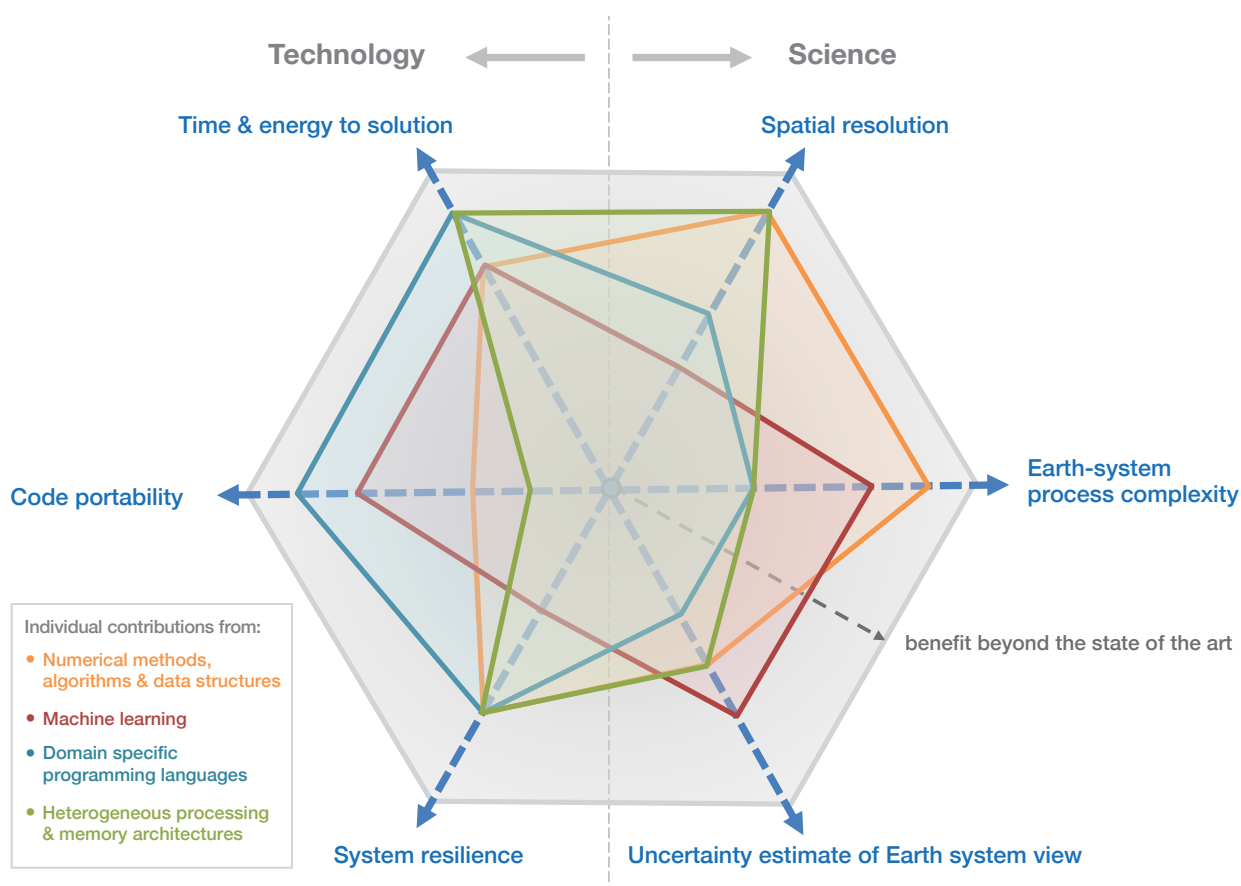 Technology
Science
Time & energy to solution
Spatial resolution
Earth-system
process complexity
Code portability
benefit beyond the state of the art
Individual contributions from:
• Numerical methods,
algorithms & data structures
• Machine learning
• Domain specific
programming languages
• Heterogeneous processing
& memory architectures
System resilience
Uncertainty estimate of Earth system view